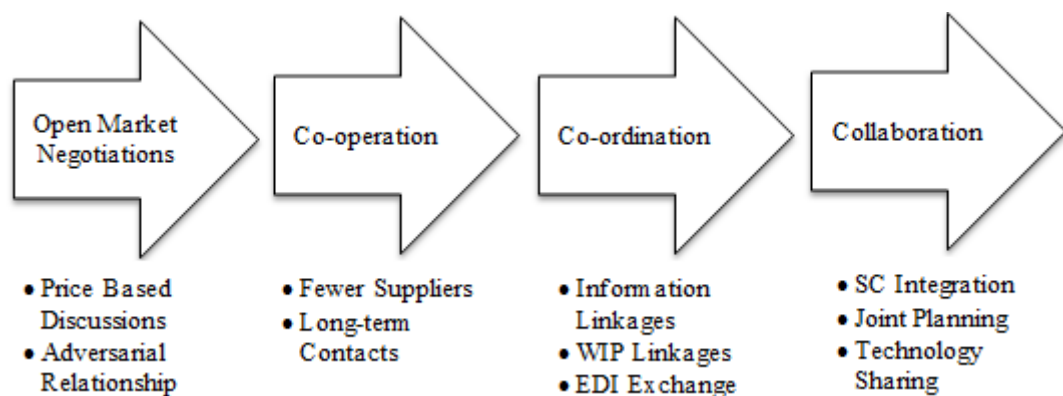 Open Market
Negotiations
Co-operation
Co-ordination
Collaboration
• Price Based
Discussions
• Adversarial
Relationship
• Fewer Suppliers
• Long-term
Contacts
• Information
Linkages
• WIP Linkages
• EDI Exchange
• SC Integration
• Joint Planning
• Technology
Sharing